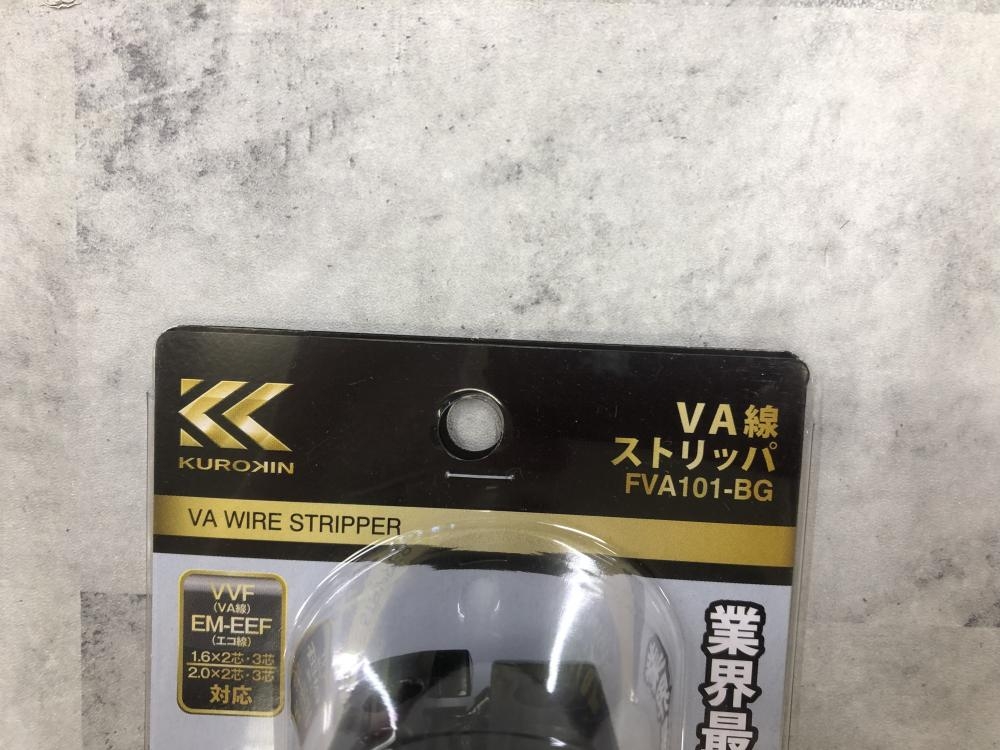 KUROKIN
VA線
ストリッパ
FVA101-BG
VA WIRE STRIPPER
VVF
(VA線)
EM-EEF
(エコ線)
1.6×2芯・3芯
2.0×2芯・3芯
対応
業界最